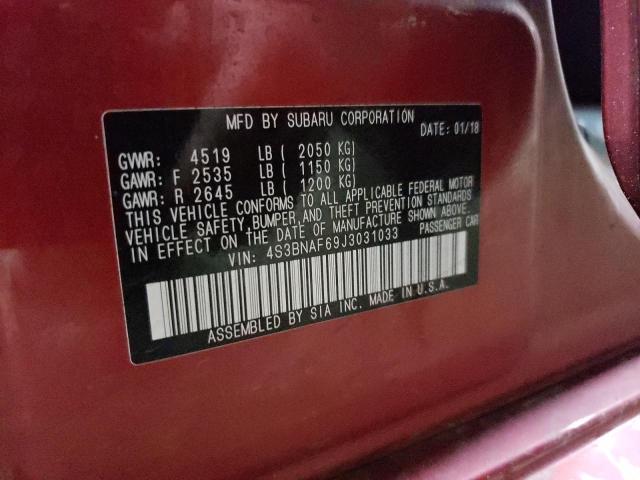 MFD BY SUBARU CORPORATION
DATE: 01/18
GVWR: 4519 LB ( 2050 KG)
GAWR: F 2535 LB ( 1150 KG)
GAWR: R 2645 LB ( 1200 KG)
THIS VEHICLE CONFORMS TO ALL APPLICABLE FEDERAL MOTOR
VEHICLE SAFETY,BUMPER,AND THEFT PREVENTION STANDARDS
IN EFFECT ON THE DATE OF MANUFACTURE SHOWN ABOVE.
VIN: 4S3BNAF69J3031033 PASSENGER CAR
ASSEMBLED BY SIA INC. MADE IN U.S.A.